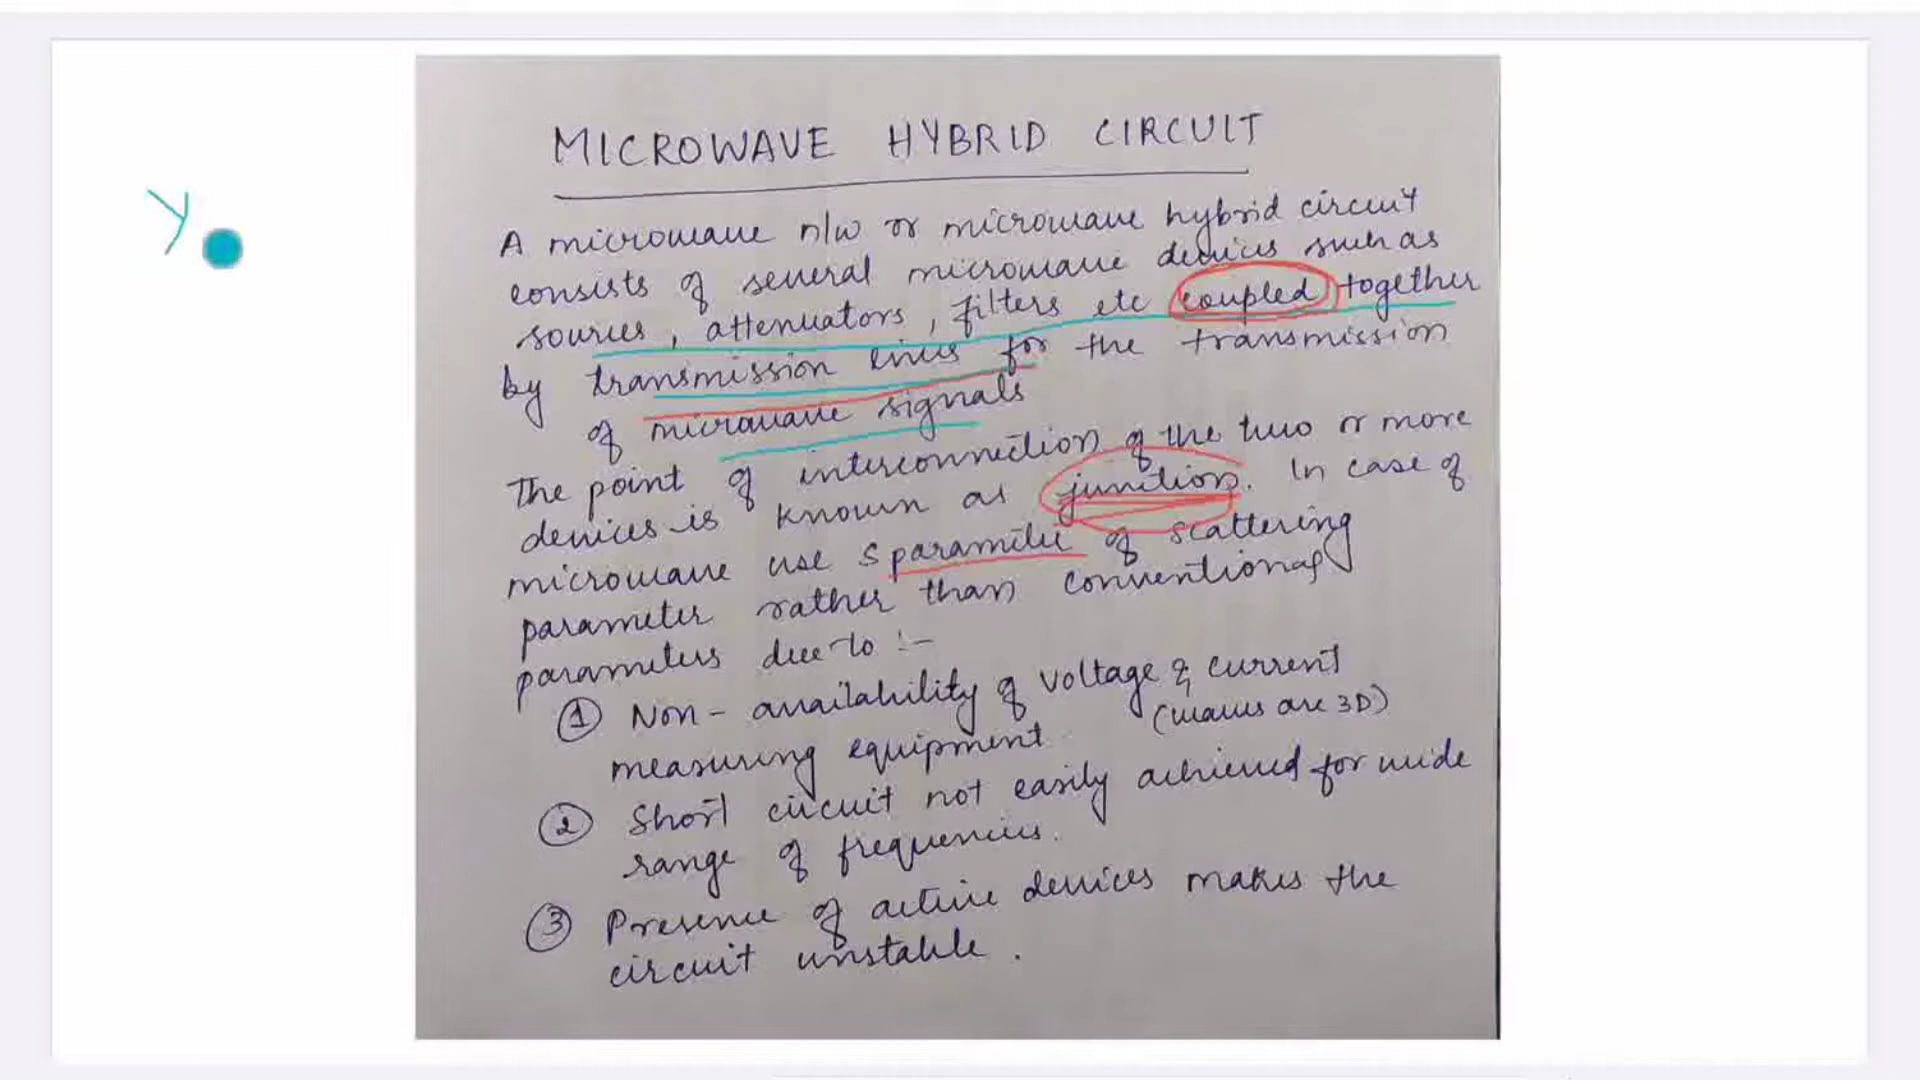 MICROWAVE HYBRID CIRCUIT
y
A microwave n/w or microwave hybrid circuit
consists of several microwave devices such as
sources, attenuators, filters etc coupled together
by transmission lines for the transmission
of microwave signals
The point of interconnection of the two or more
devices is known as junction. In case of
microwave use s parameter of scattering
parameter rather than conventional
parameters due to :-
① Non-availability of voltage & current
measuring equipment (waves are 3D)
② Short circuit not easily achieved for wide
range of frequencies.
③ Presence of active devices makes the
circuit unstable.